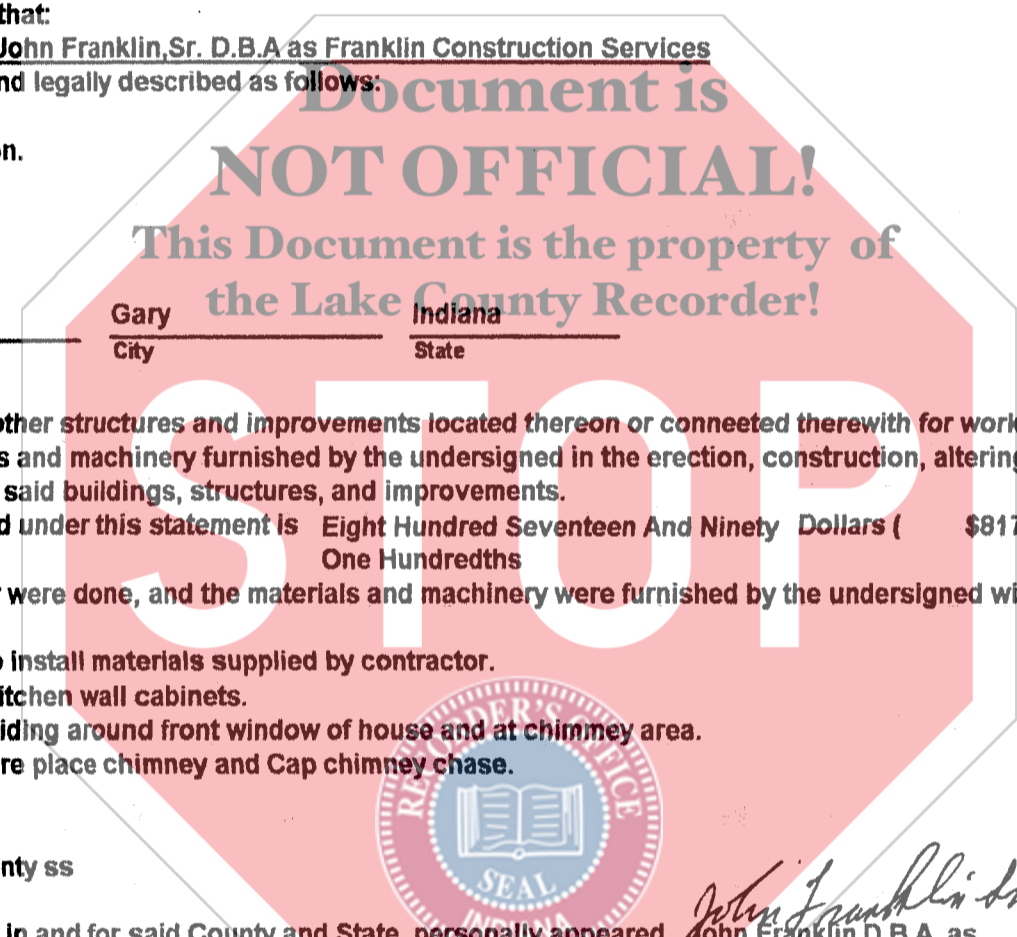 that:
John Franklin,Sr. D.B.A as Franklin Construction Services
nd legally described as follows:
Document is
on.
NOT OFFICIAL!
This Document is the property of
the Lake County Recorder!
Gary Indiana
City State
STOP
other structures and improvements located thereon or conneeted therewith for work
s and machinery furnished by the undersigned in the erection, construction, altering
said buildings, structures, and improvements.
d under this statement is Eight Hundred Seventeen And Ninety Dollars ( $817
One Hundredths
were done, and the materials and machinery were furnished by the undersigned wi
o install materials supplied by contractor.
itchen wall cabinets.
iding around front window of house and at chimmey area.
re place chimney and Cap chimney chase.
RECORDER'S OFFICE
SEAL
INDIANA
nty ss
John Franklin Sr
in and for said County and State, personally appeared John Franklin D.B.A. as